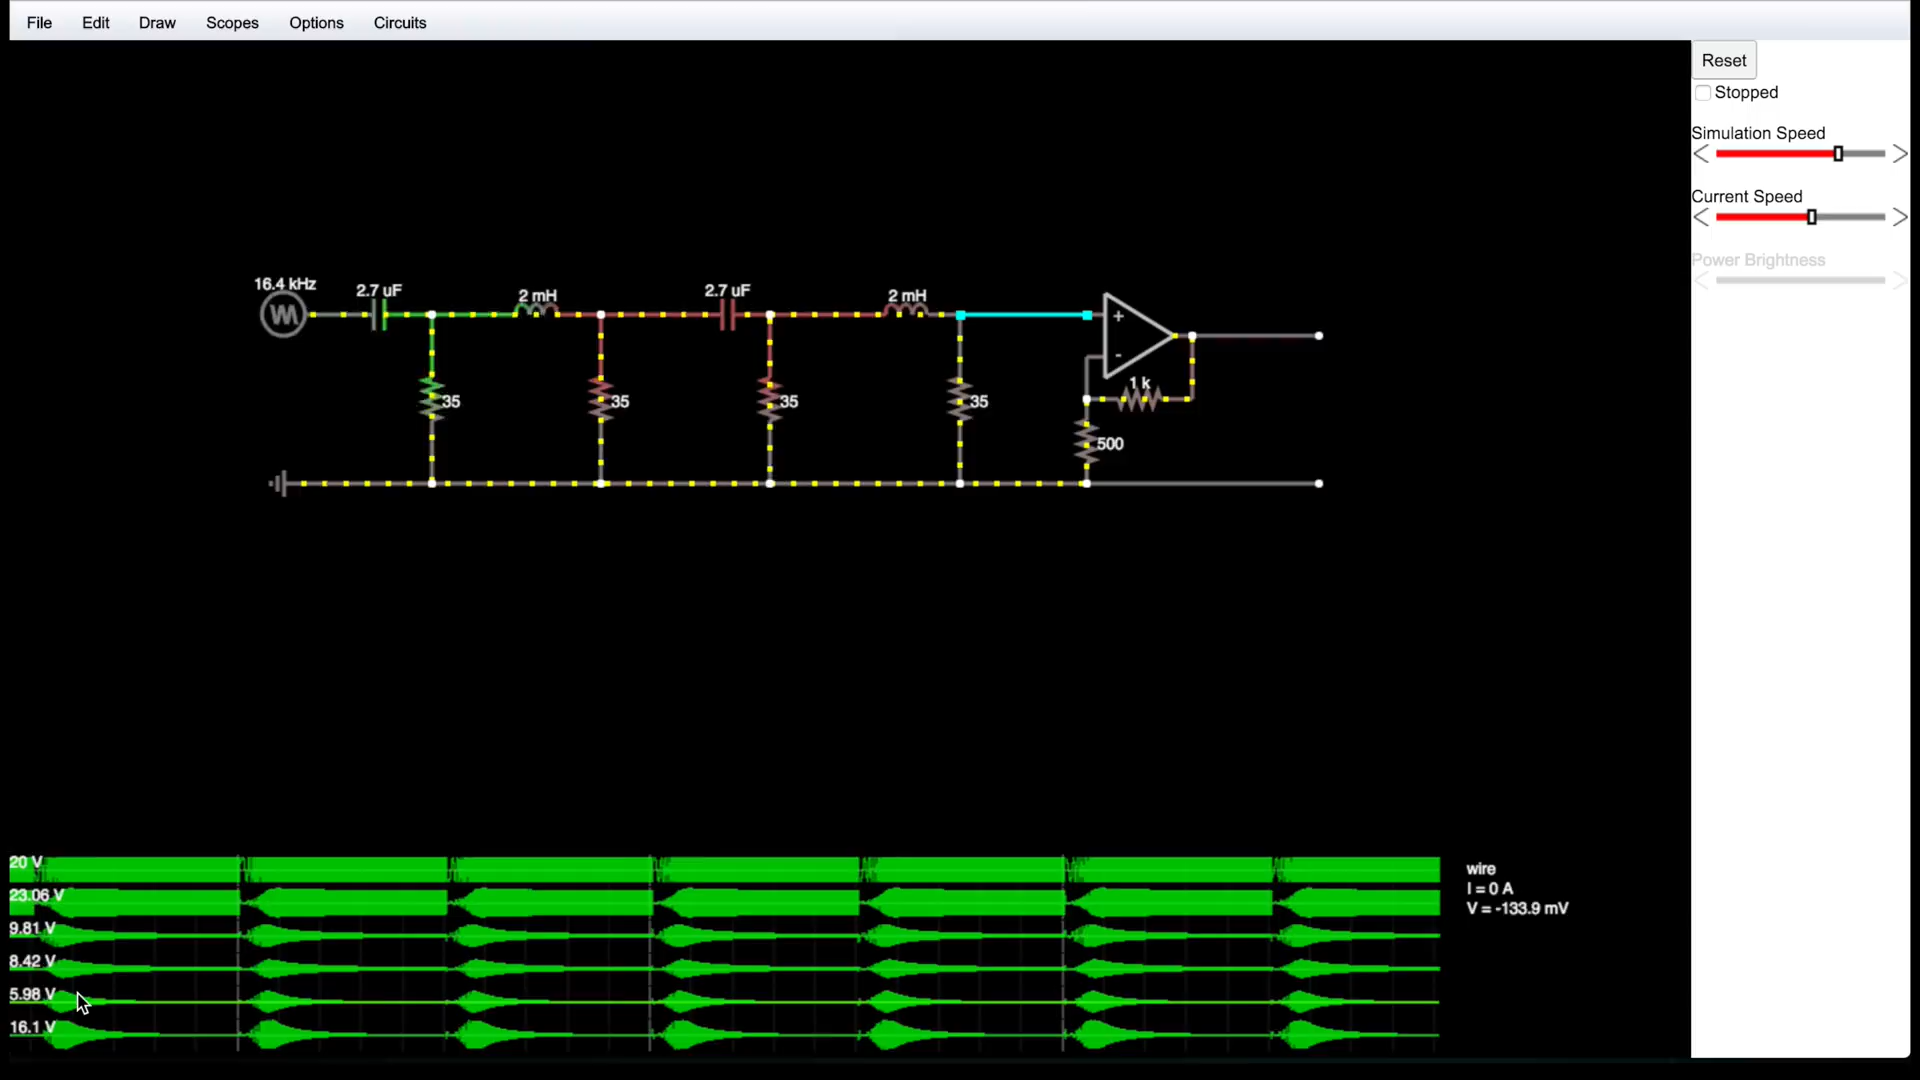 File Edit Draw Scopes Options Circuits
Reset
Stopped
Simulation Speed
Current Speed
Power Brightness
16.4 kHz
2.7 uF
2 mH
2.7 uF
2 mH
+
-
1 k
35
35
35
35
500
20 V
23.06 V
9.81 V
8.42 V
5.98 V
16.1 V
wire
I = 0 A
V = -133.9 mV